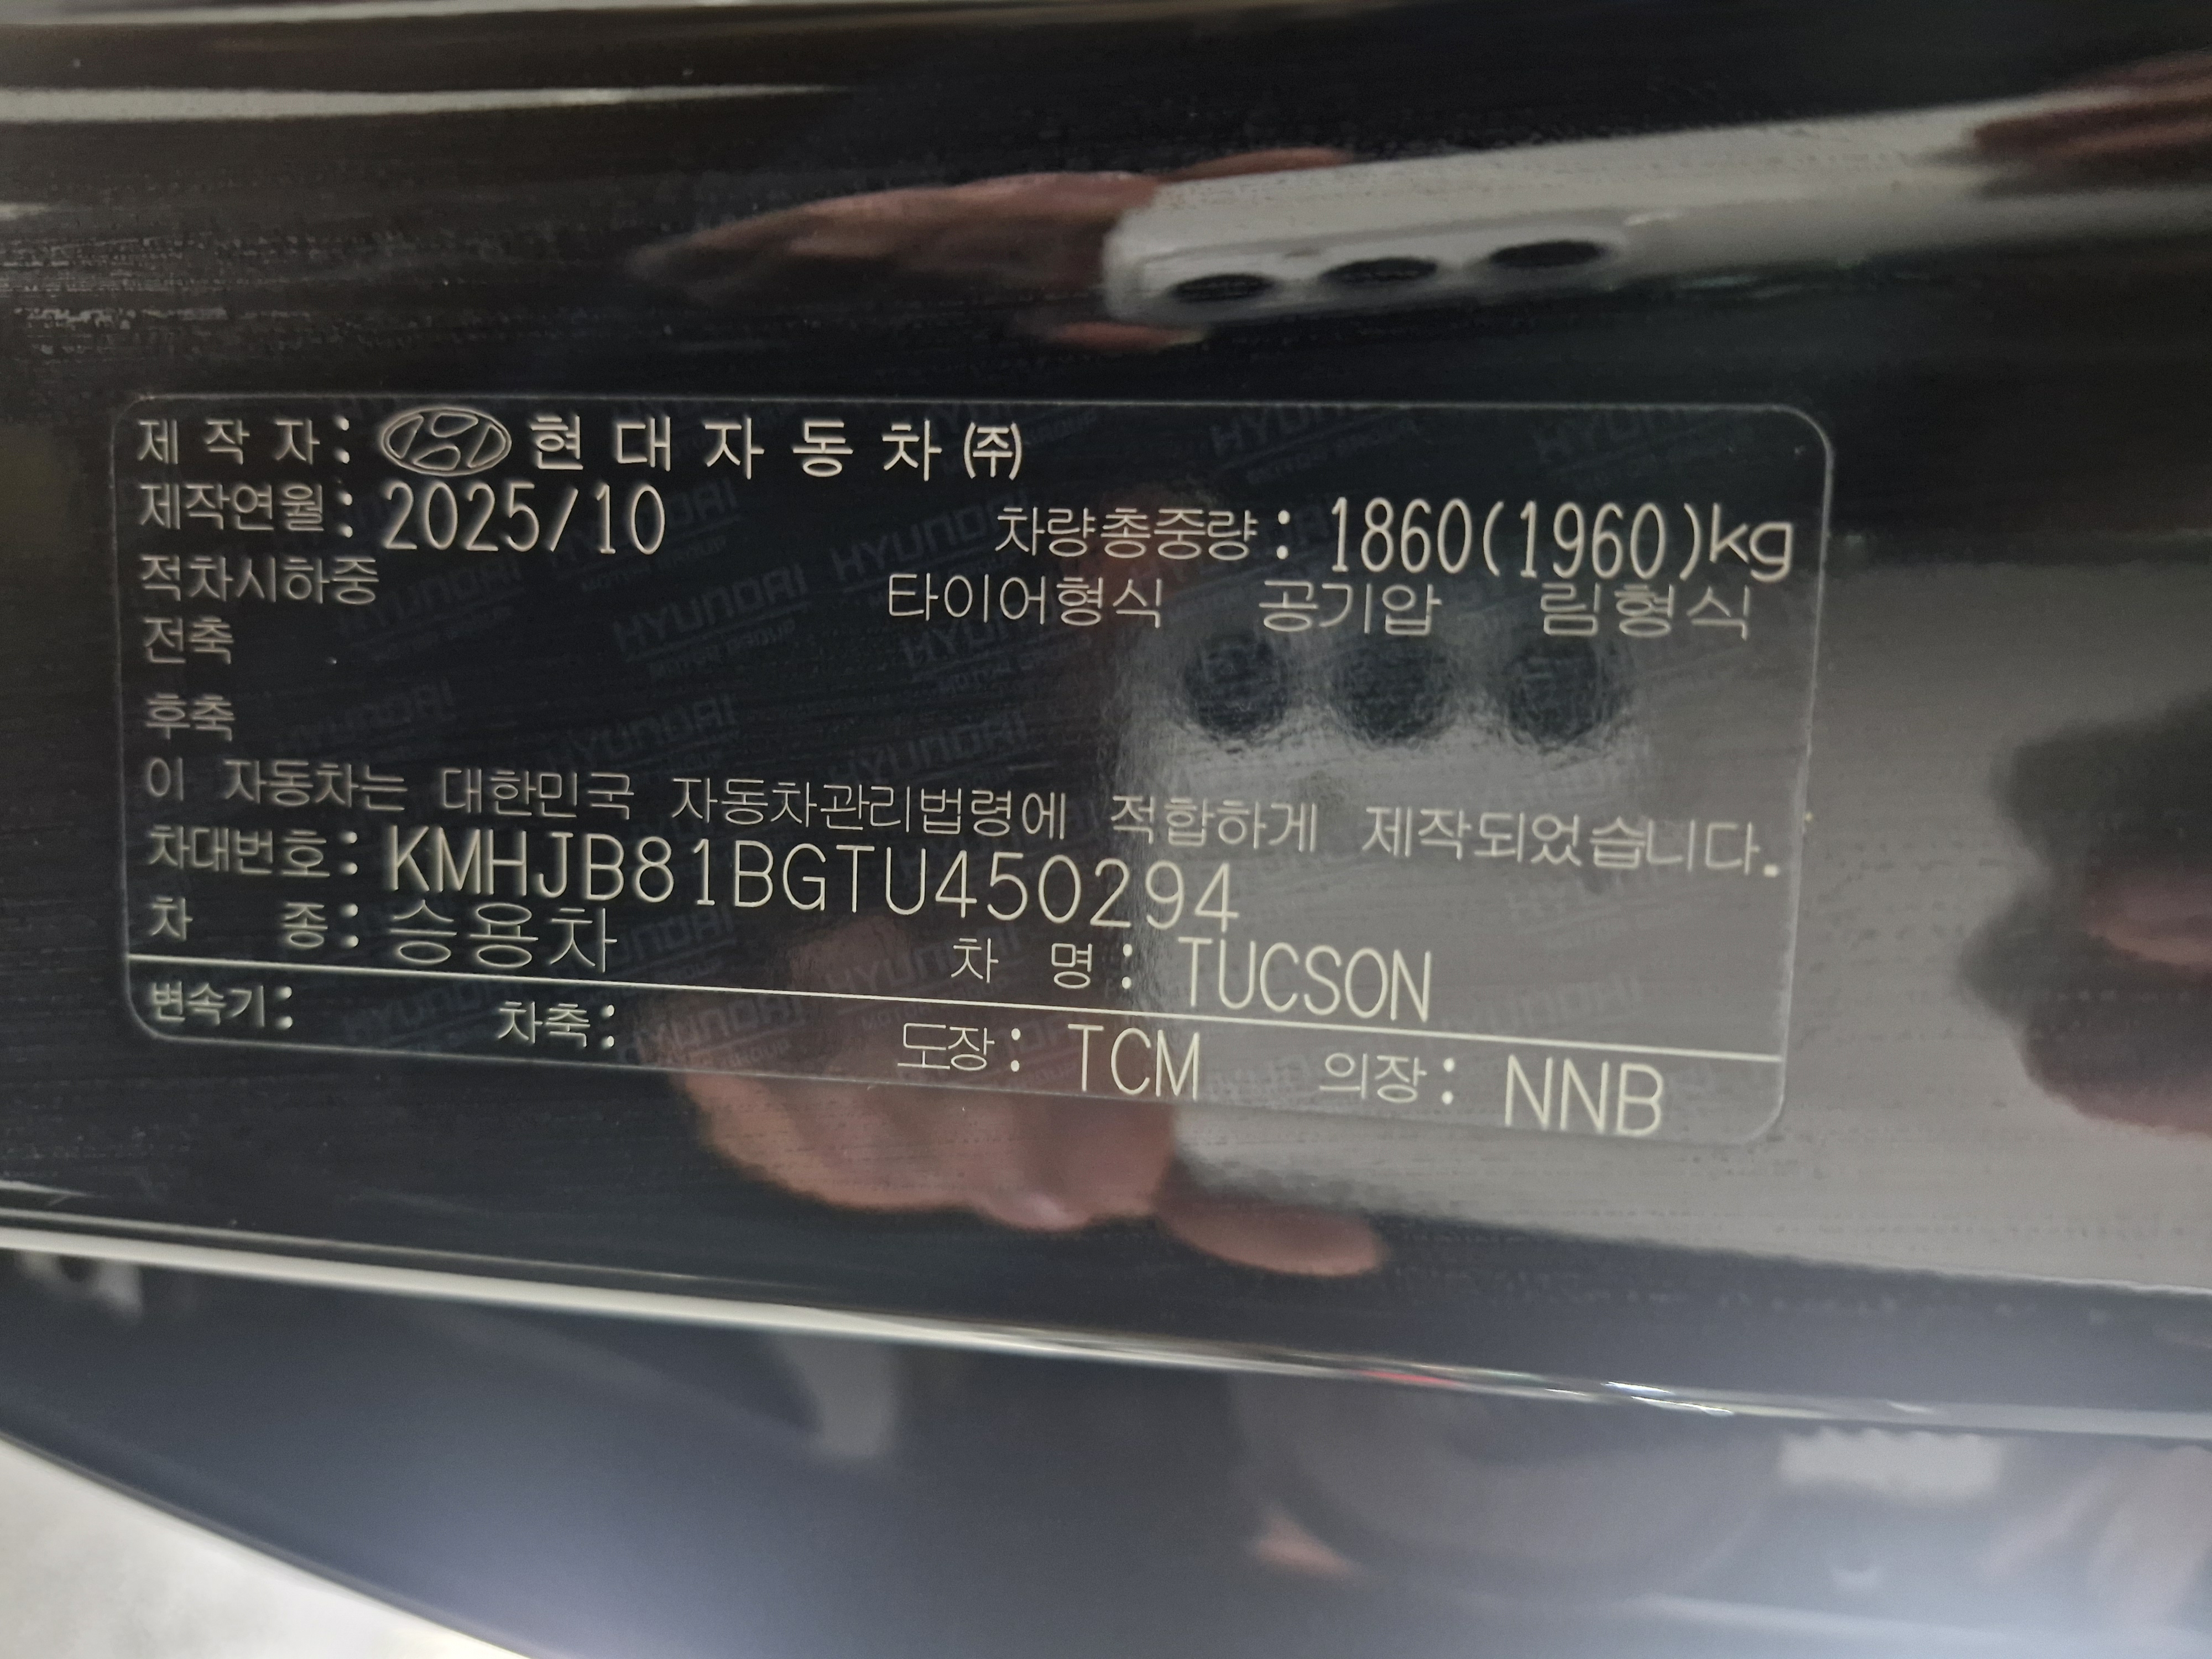 제 작 자 : 현 대 자 동 차 ㈜
제작연월 : 2025/10
차량총중량 : 1860(1960)kg
적차시하중 타이어형식 공기압 림형식
전축
후축
이 자동차는 대한민국 자동차관리법령에 적합하게 제작되었습니다.
차대번호 : KMHJB81BGTU450294
차 종 : 승용차 차 명 : TUCSON
변속기 : 차축 : 도장 : TCM 의장 : NNB
HYUNDAI
MOTOR GROUP